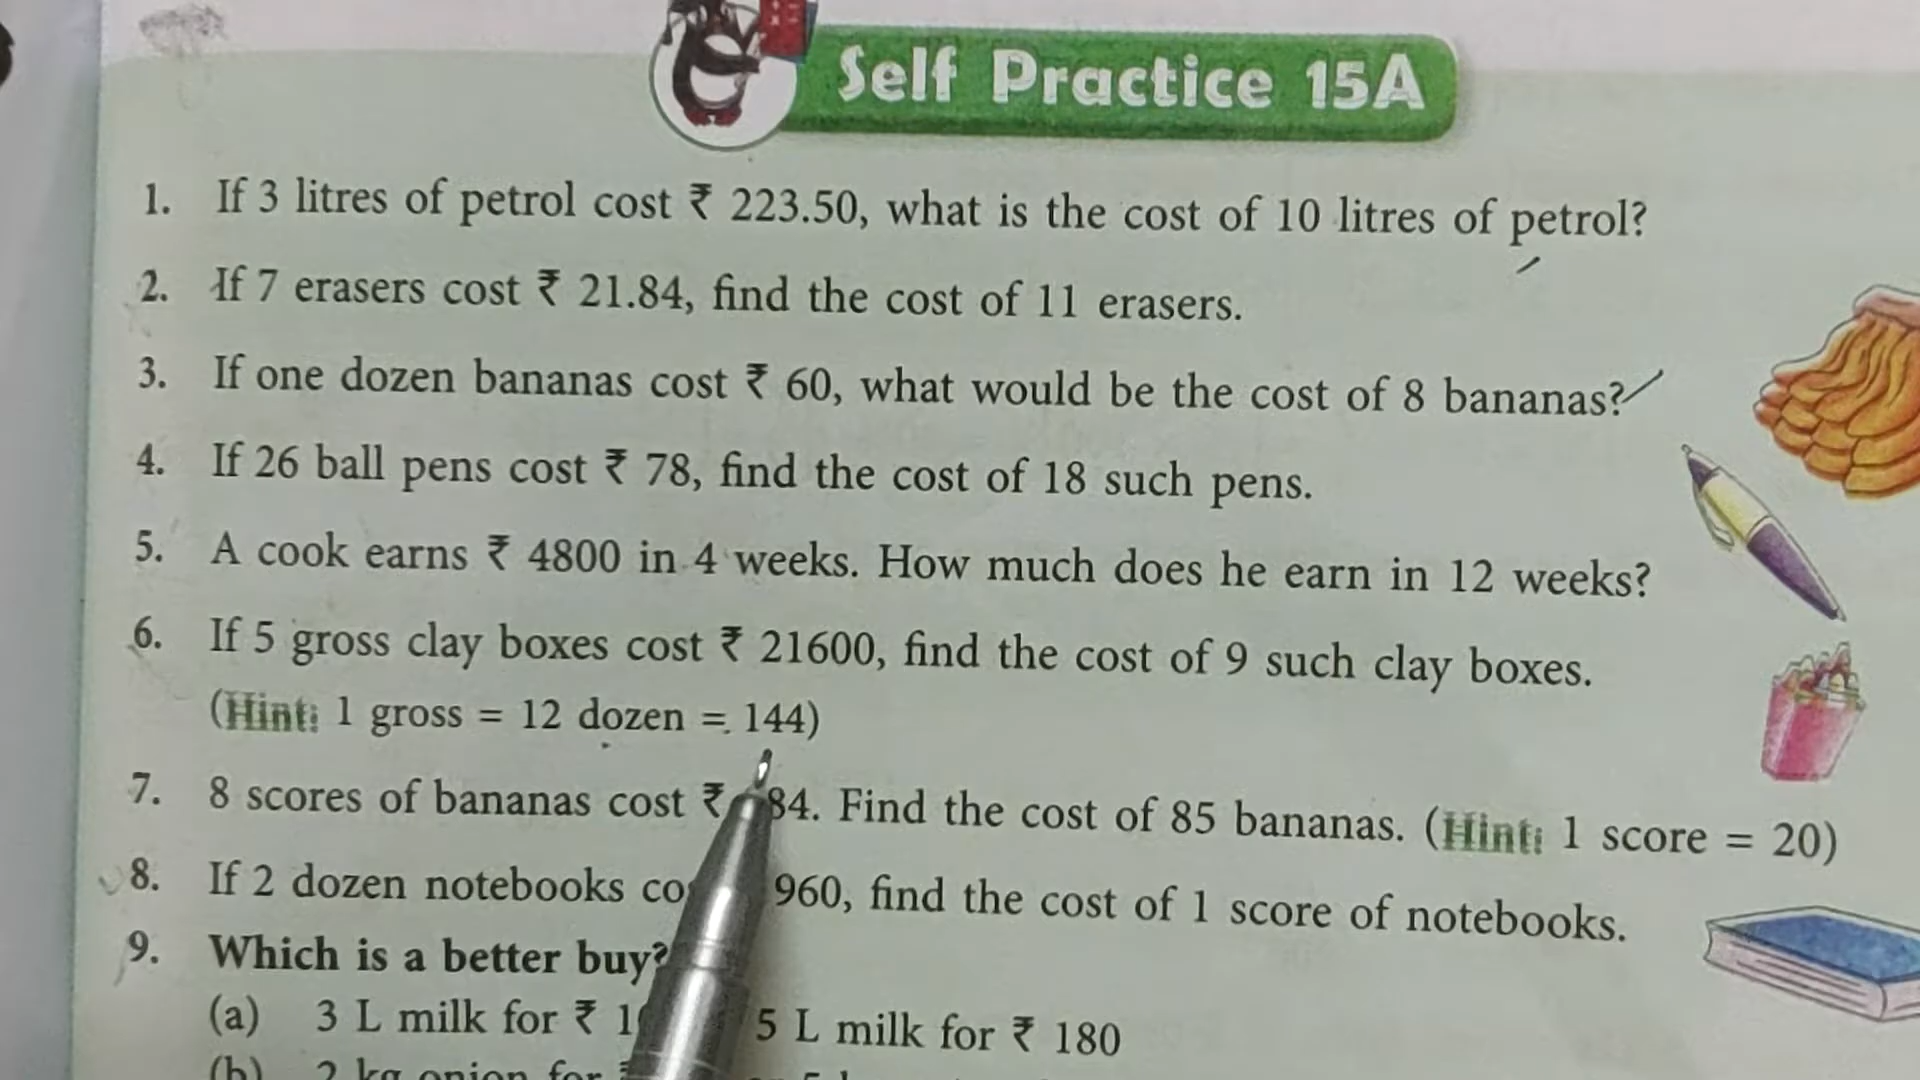 Self Practice 15A
1. If 3 litres of petrol cost ₹ 223.50, what is the cost of 10 litres of petrol?
2. If 7 erasers cost ₹ 21.84, find the cost of 11 erasers.
3. If one dozen bananas cost ₹ 60, what would be the cost of 8 bananas?
4. If 26 ball pens cost ₹ 78, find the cost of 18 such pens.
5. A cook earns ₹ 4800 in 4 weeks. How much does he earn in 12 weeks?
6. If 5 gross clay boxes cost ₹ 21600, find the cost of 9 such clay boxes.
(Hint: 1 gross = 12 dozen = 144)
7. 8 scores of bananas cost ₹ 84. Find the cost of 85 bananas. (Hint: 1 score = 20)
8. If 2 dozen notebooks 960, find the cost of 1 score of notebooks.
9. Which is a better buy?
(a) 3 L milk for ₹ 5 L milk for ₹ 180
(b) 2 kg onion for